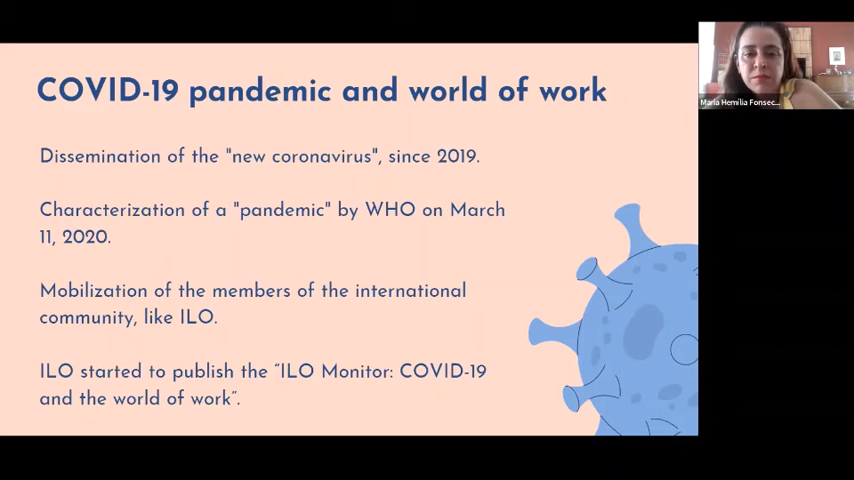 COVID-19 pandemic and world of work
Maria Hemília Fonsec...
Dissemination of the "new coronavirus", since 2019.
Characterization of a "pandemic" by WHO on March
11, 2020.
Mobilization of the members of the international
community, like ILO.
ILO started to publish the “ILO Monitor: COVID-19
and the world of work”.